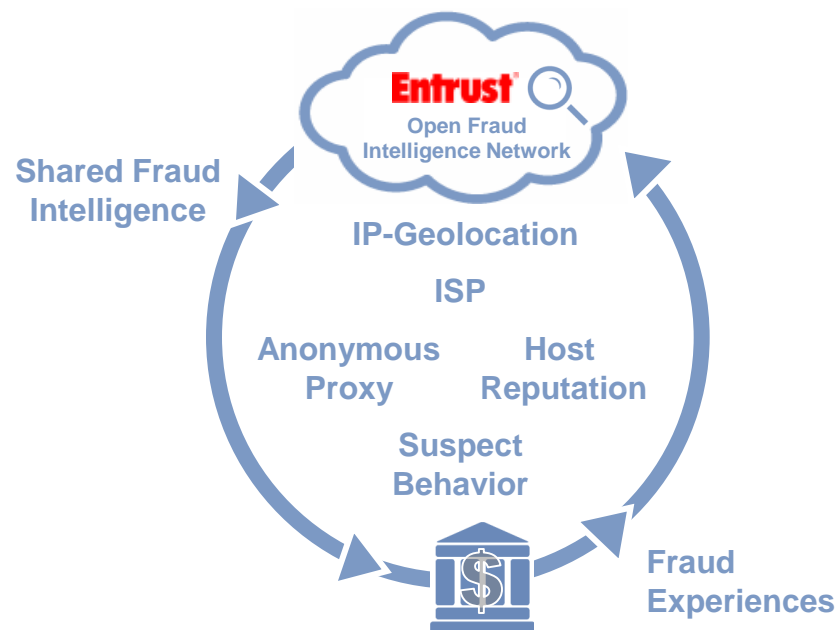 Entrust®
Open Fraud
Intelligence Network
Shared Fraud
Intelligence
IP-Geolocation
ISP
Anonymous
Proxy
Host
Reputation
Suspect
Behavior
$
Fraud
Experiences